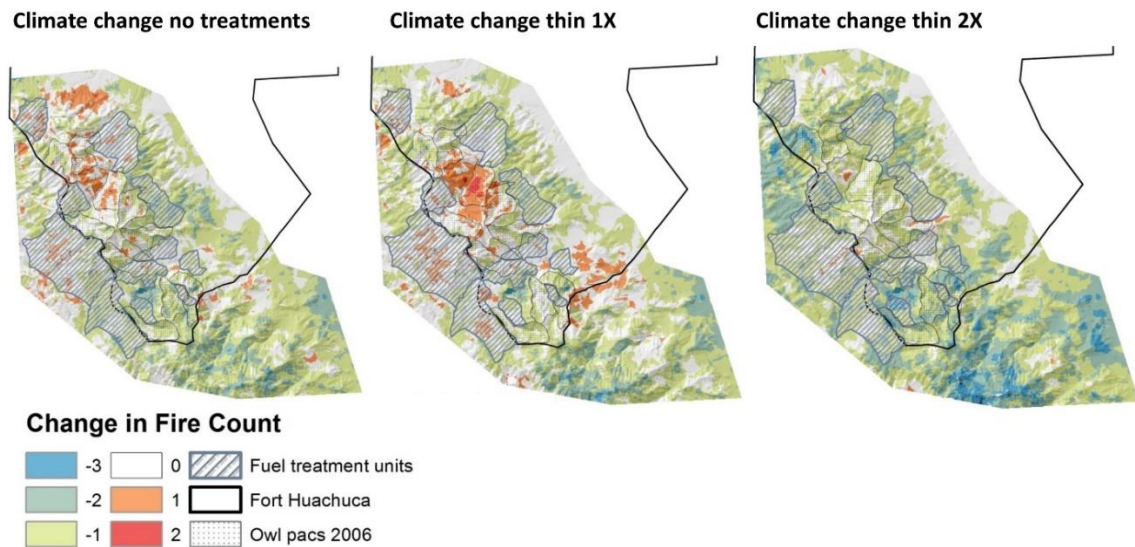 Climate change no treatments
Climate change thin 1X
Climate change thin 2X
Change in Fire Count
-3 0 Fuel treatment units
-2 1 Fort Huachuca
-1 2 Owl pacs 2006